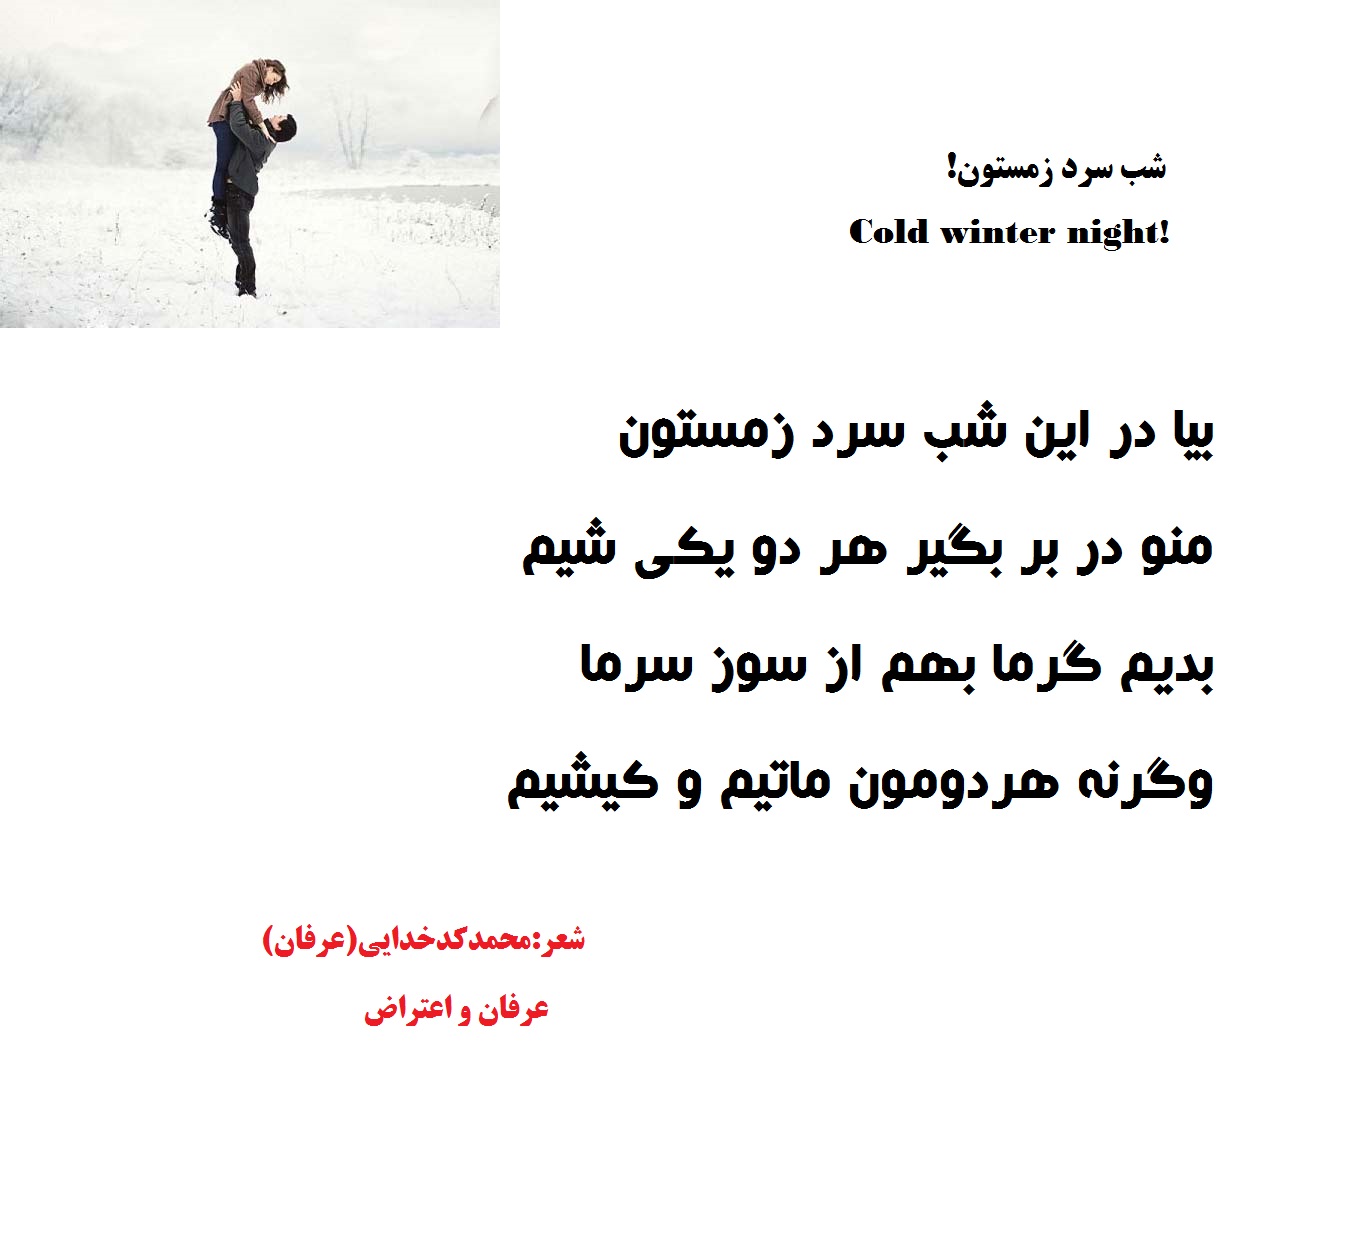 شب سرد زمستون!
Cold winter night!
بیا در این شب سرد زمستون
منو در بر بگیر هر دو یکی شیم
بدیم گرما بهم از سوز سرما
وگرنه هردومون ماتیم و کیشیم
شعر:محمدکدخدایی(عرفان)
عرفان و اعتراض